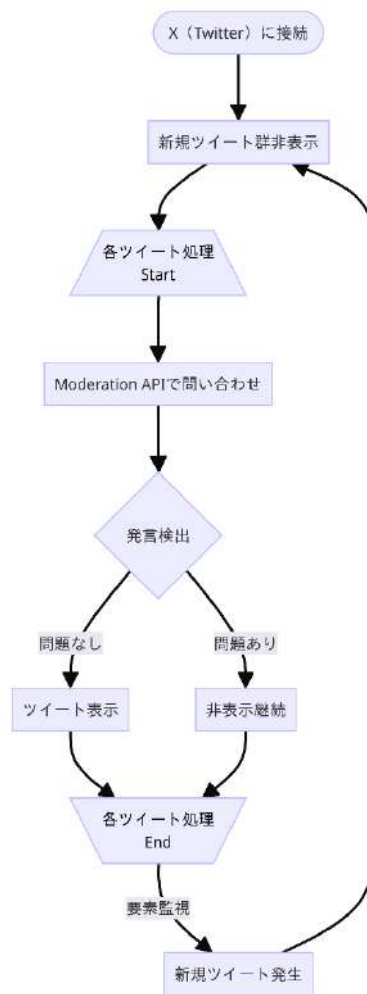 X（Twitter）に接続
新規ツイート群非表示
各ツイート処理
Start
Moderation APIで問い合わせ
発言検出
問題なし
問題あり
ツイート表示
非表示継続
各ツイート処理
End
要素監視
新規ツイート発生